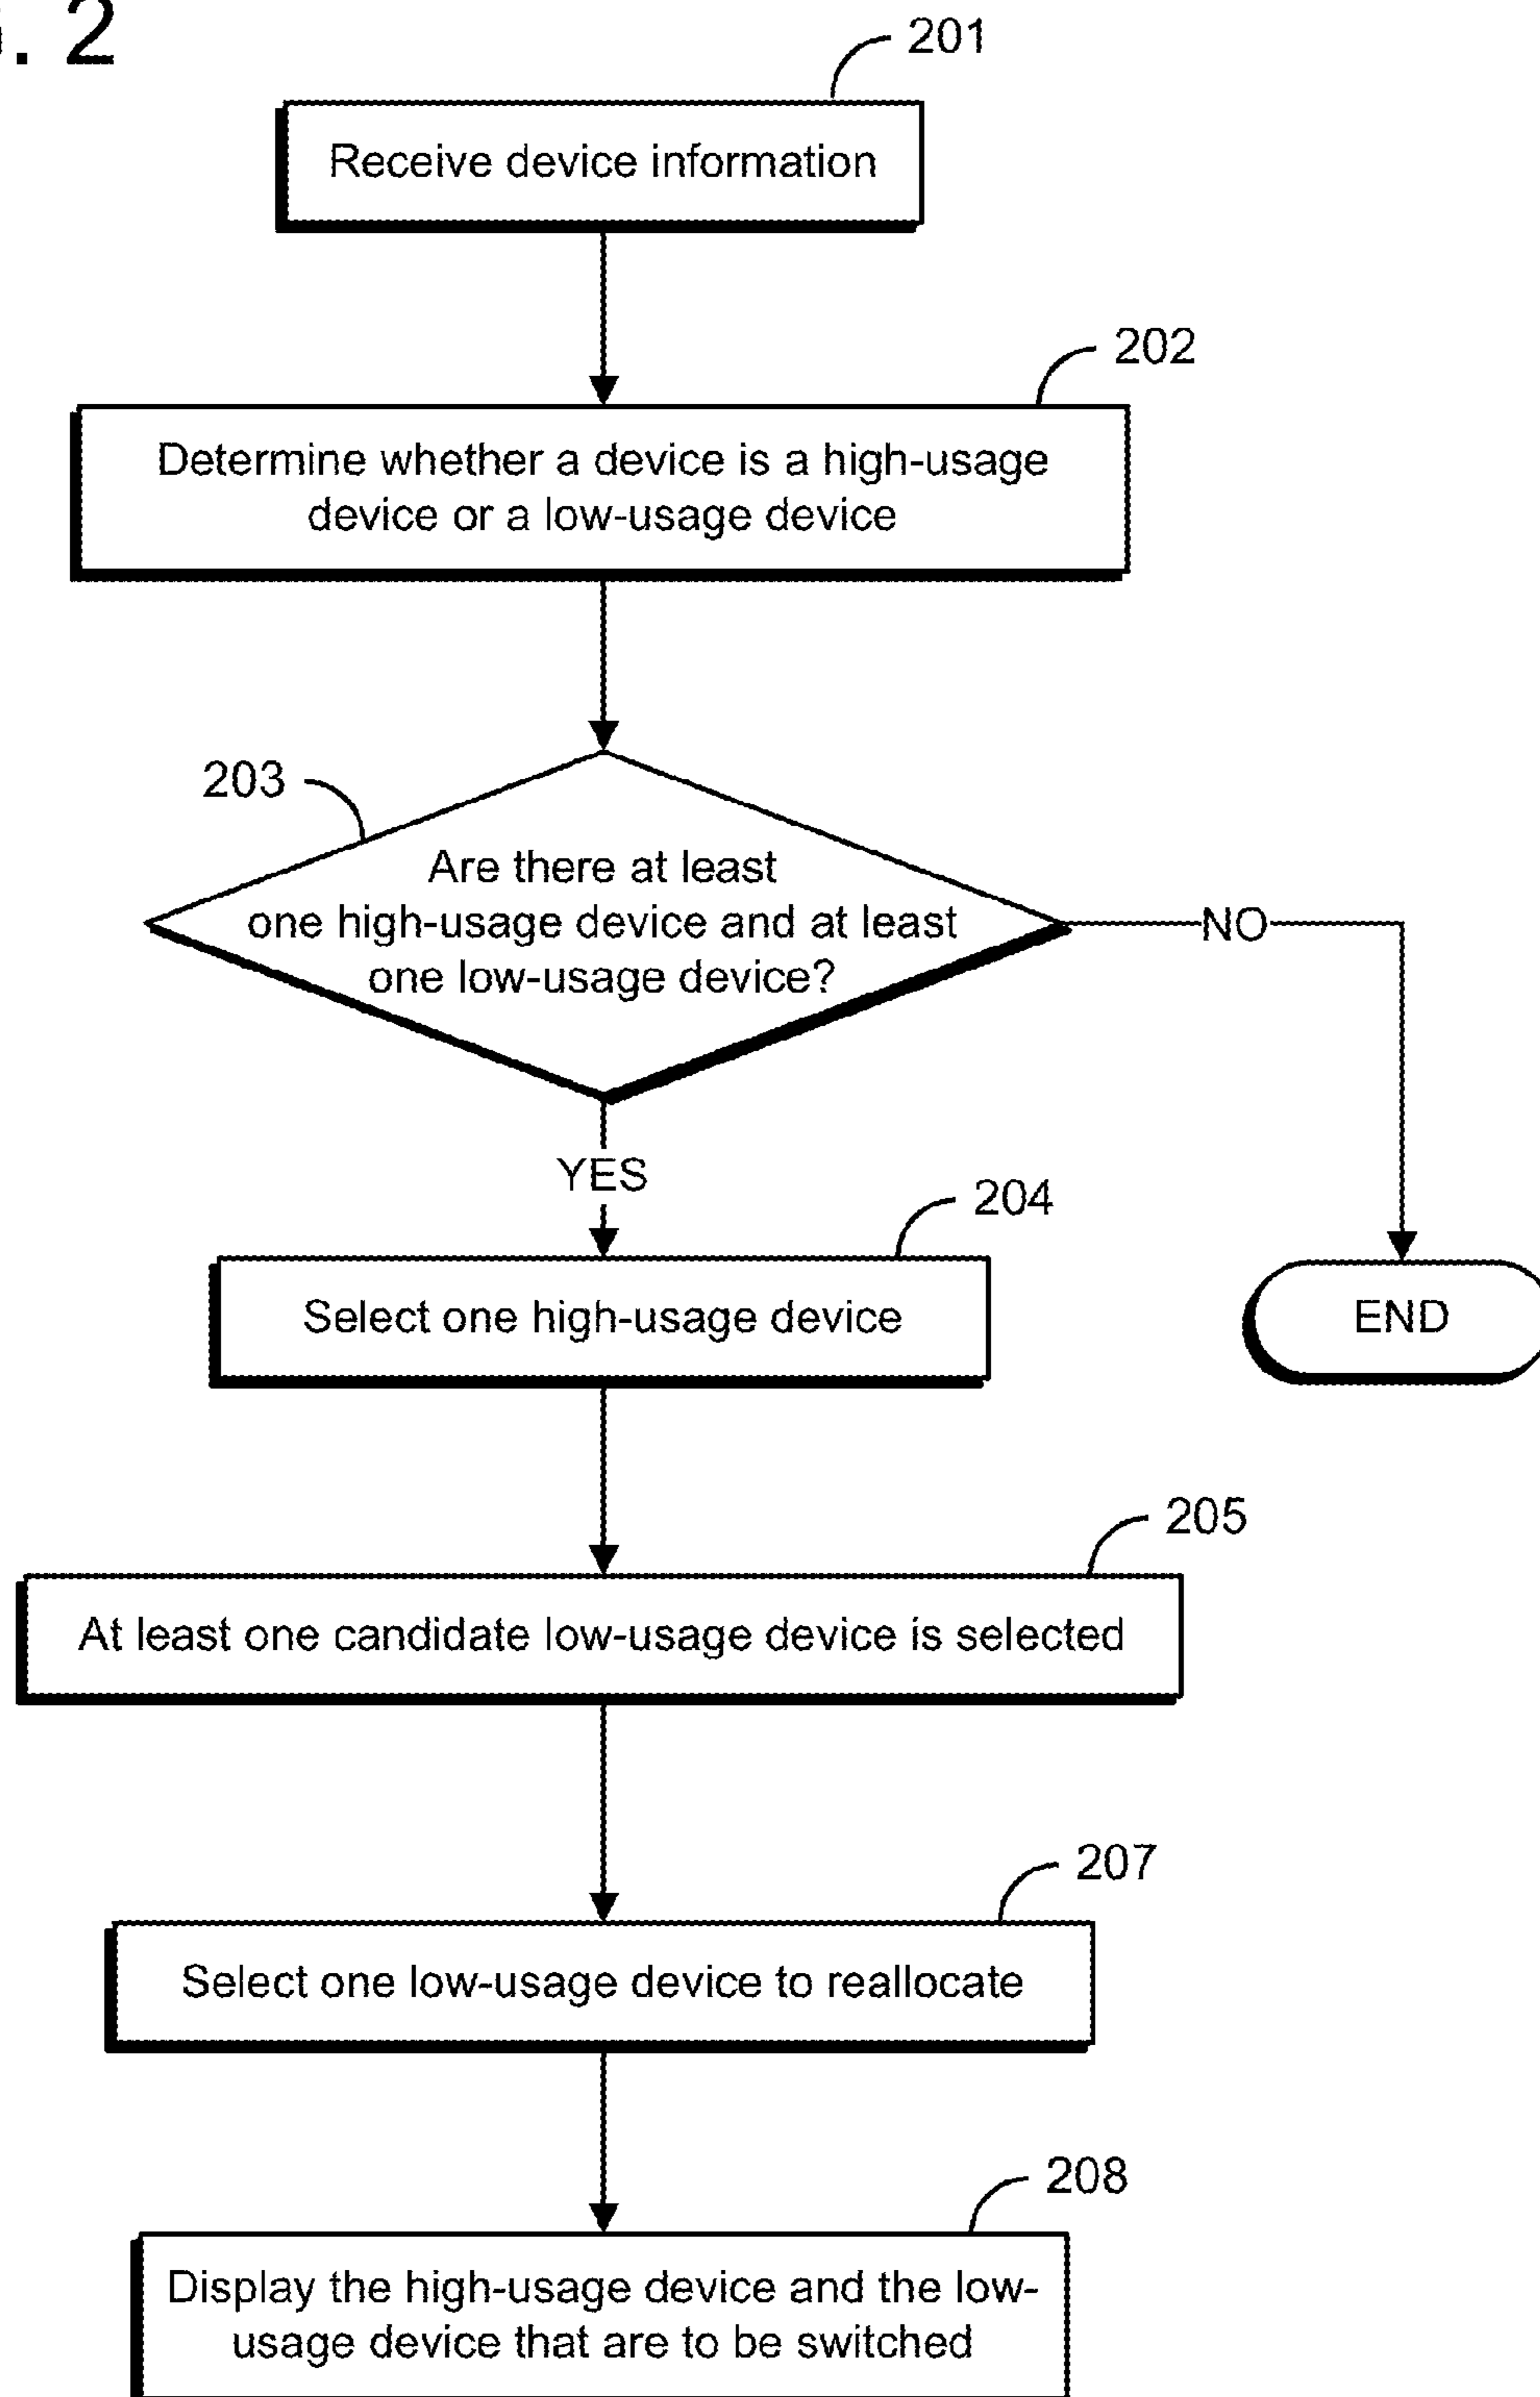 . 2
201
Receive device information
202
Determine whether a device is a high-usage
device or a low-usage device
203
Are there at least
one high-usage device and at least
one low-usage device?
NO
YES
204
Select one high-usage device
END
205
At least one candidate low-usage device is selected
207
Select one low-usage device to reallocate
208
Display the high-usage device and the low-
usage device that are to be switched